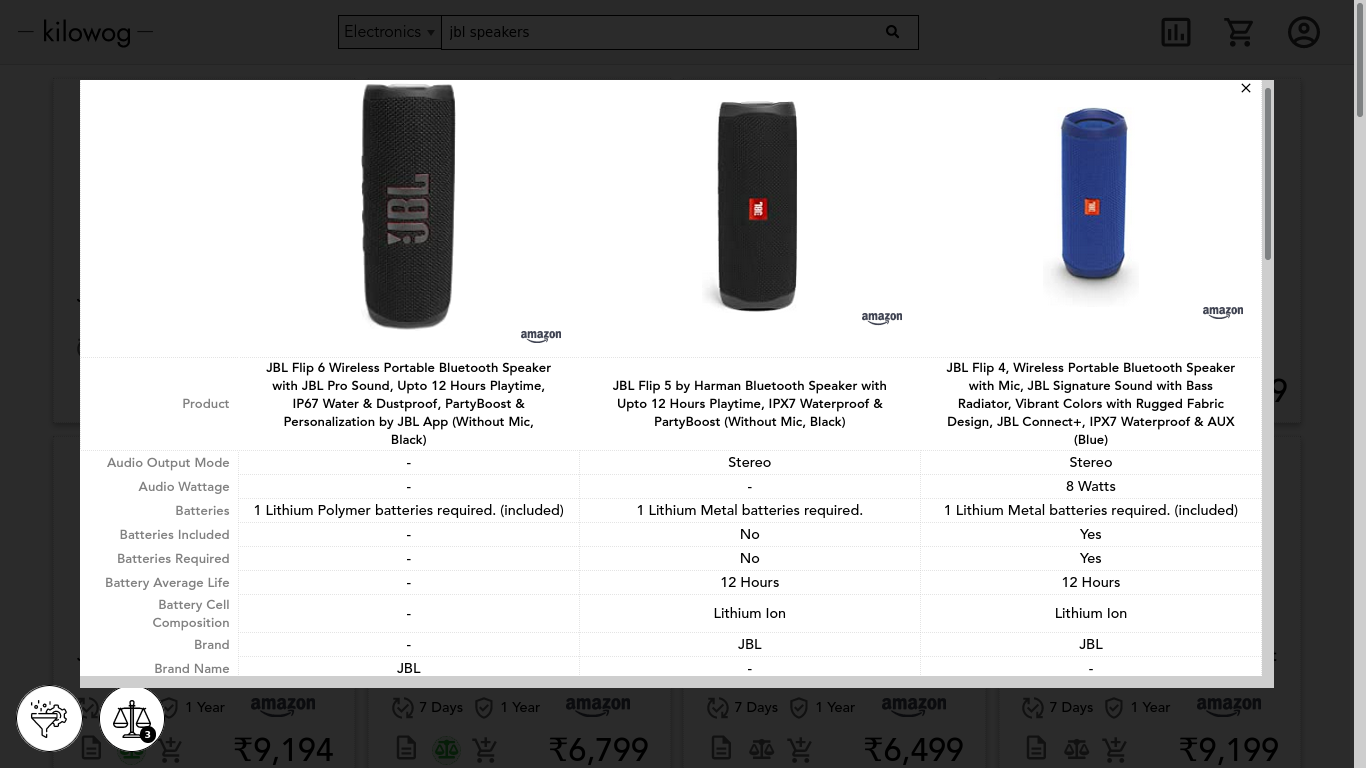 kilowog
Electronics
jbl speakers
×
JBL
JBL
JBL
amazon
amazon
amazon
Product
JBL Flip 6 Wireless Portable Bluetooth Speaker
with JBL Pro Sound, Upto 12 Hours Playtime,
IP67 Water & Dustproof, PartyBoost &
Personalization by JBL App (Without Mic,
Black)
JBL Flip 5 by Harman Bluetooth Speaker with
Upto 12 Hours Playtime, IPX7 Waterproof &
PartyBoost (Without Mic, Black)
JBL Flip 4, Wireless Portable Bluetooth Speaker
with Mic, JBL Signature Sound with Bass
Radiator, Vibrant Colors with Rugged Fabric
Design, JBL Connect+, IPX7 Waterproof & AUX
(Blue)
Audio Output Mode - Stereo Stereo
Audio Wattage - - 8 Watts
Batteries 1 Lithium Polymer batteries required. (included) 1 Lithium Metal batteries required. 1 Lithium Metal batteries required. (included)
Batteries Included - No Yes
Batteries Required - No Yes
Battery Average Life - 12 Hours 12 Hours
Battery Cell
Composition - Lithium Ion Lithium Ion
Brand - JBL JBL
Brand Name JBL - -
1 Year amazon 7 Days 1 Year amazon 7 Days 1 Year amazon 7 Days 1 Year amazon
3
₹9,194 ₹6,799 ₹6,499 ₹9,199